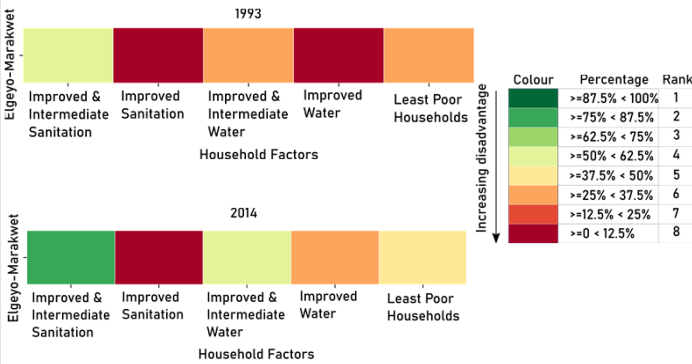 1993
Elgeyo-Marakwet
Improved &
Intermediate
Sanitation
Improved
Sanitation
Improved &
Intermediate
Water
Improved
Water
Least Poor
Households
Household Factors
2014
Elgeyo-Marakwet
Improved &
Intermediate
Sanitation
Improved
Sanitation
Improved &
Intermediate
Water
Improved
Water
Least Poor
Households
Household Factors
Increasing disadvantage
Colour Percentage Rank
>=87.5% < 100% 1
>=75% < 87.5% 2
>=62.5% < 75% 3
>=50% < 62.5% 4
>=37.5% < 50% 5
>=25% < 37.5% 6
>=12.5% < 25% 7
>=0 < 12.5% 8